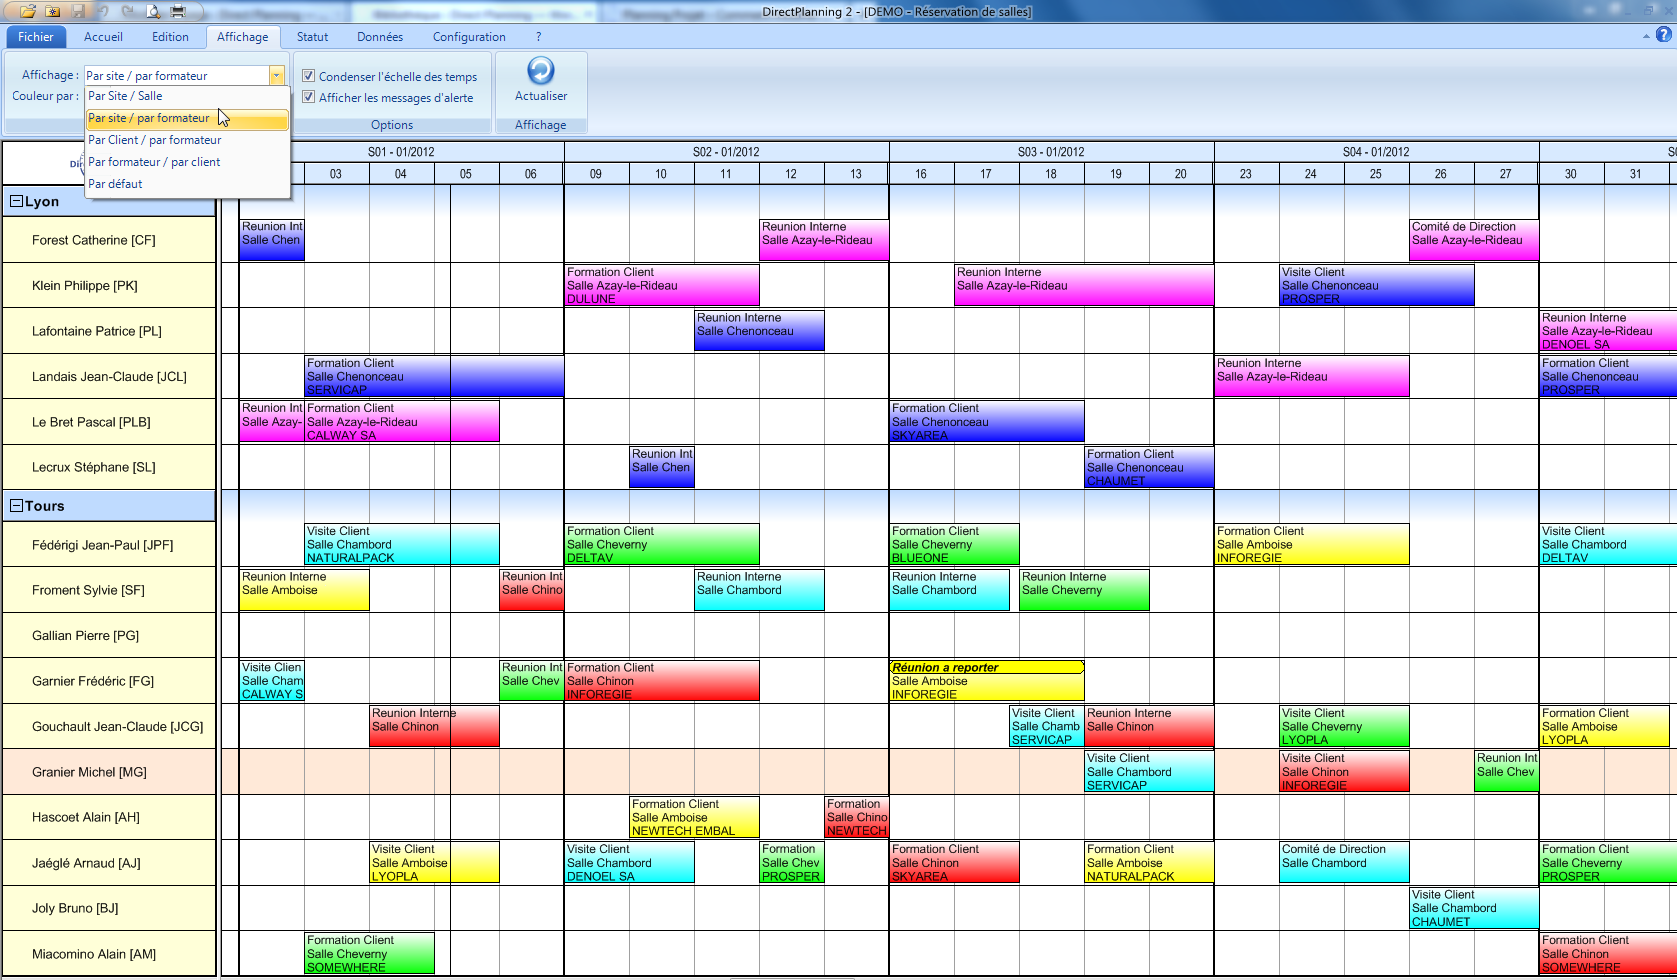 DirectPlanning 2 - [DEMO - Réservation de salles]
Fichier Accueil Edition Affichage Statut Données Configuration ?
Affichage : Par site / par formateur
Couleur par :
Par Site / Salle
Par site / par formateur
Par Client / par formateur
Par formateur / par client
Par défaut
Condenser l'échelle des temps
Afficher les messages d'alerte
Options
Actualiser
Affichage
S01 - 01/2012 S02 - 01/2012 S03 - 01/2012 S04 - 01/2012
03 04 05 06 09 10 11 12 13 16 17 18 19 20 23 24 25 26 27 30 31
Lyon
Forest Catherine [CF]
Reunion Int Reunion Interne Comité de Direction
Salle Chen Salle Azay-le-Rideau Salle Azay-le-Rideau
Klein Philippe [PK]
Formation Client Reunion Interne Visite Client
Salle Azay-le-Rideau Salle Azay-le-Rideau Salle Chenonceau
DULUNE PROSPER
Lafontaine Patrice [PL]
Reunion Interne Reunion Interne
Salle Chenonceau Salle Azay-le-Rideau
DENOEL SA
Landais Jean-Claude [JCL]
Formation Client Reunion Interne Formation Client
Salle Chenonceau Salle Azay-le-Rideau Salle Chenonceau
SERVICAP PROSPER
Le Bret Pascal [PLB]
Reunion Int Formation Client Formation Client
Salle Azay- Salle Azay-le-Rideau Salle Chenonceau
CALWAY SA SKYAREA
Lecrux Stéphane [SL]
Reunion Int Formation Client
Salle Chen Salle Chenonceau
CHAUMET
Tours
Fédérigi Jean-Paul [JPF]
Visite Client Formation Client Formation Client Formation Client Visite Client
Salle Chambord Salle Cheverny Salle Cheverny Salle Amboise Salle Chambord
NATURALPACK DELTAV BLUEONE INFOREGIE DELTAV
Froment Sylvie [SF]
Reunion Interne Reunion Int Reunion Interne Reunion Interne Reunion Interne
Salle Amboise Salle Chino Salle Chambord Salle Chambord Salle Cheverny
Gallian Pierre [PG]
Garnier Frédéric [FG]
Visite Clien Reunion Int Formation Client Réunion a reporter
Salle Cham Salle Chev Salle Chinon Salle Amboise
CALWAY S INFOREGIE INFOREGIE
Gouchault Jean-Claude [JCG]
Reunion Interne Visite Client Reunion Interne Visite Client Formation Client
Salle Chinon Salle Chamb Salle Chinon Salle Cheverny Salle Amboise
SERVICAP LYOPLA LYOPLA
Granier Michel [MG]
Visite Client Visite Client Reunion Int
Salle Chambord Salle Chinon Salle Chev
SERVICAP INFOREGIE
Hascoet Alain [AH]
Formation Client Formation
Salle Amboise Salle Chino
NEWTECH EMBAL NEWTECH
Jaéglé Arnaud [AJ]
Visite Client Visite Client Formation Formation Client Formation Client Comité de Direction Formation Client
Salle Amboise Salle Chambord Salle Chev Salle Chinon Salle Amboise Salle Chambord Salle Cheverny
LYOPLA DENOEL SA PROSPER SKYAREA NATURALPACK PROSPER
Joly Bruno [BJ]
Visite Client
Salle Chambord
CHAUMET
Miacomino Alain [AM]
Formation Client Formation Client
Salle Cheverny Salle Chinon
SOMEWHERE SOMEWHERE